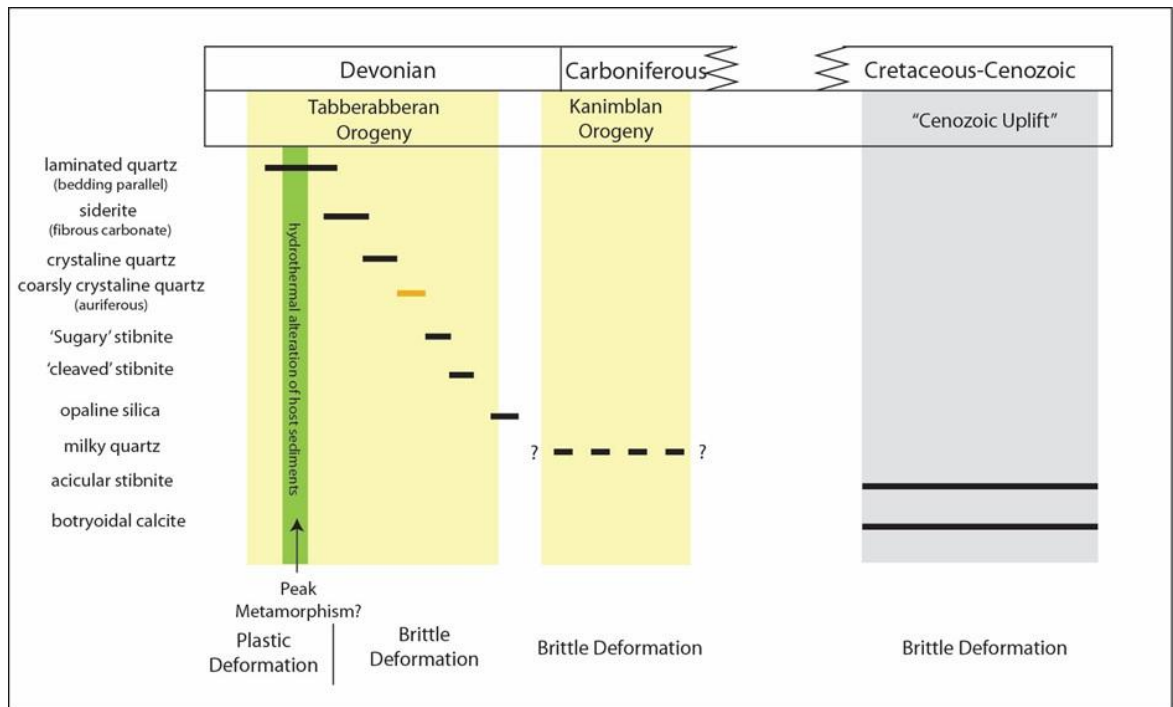 Devonian
Carboniferous
Cretaceous-Cenozoic
Tabberabberan
Orogeny
Kanimblan
Orogeny
"Cenozoic Uplift"
laminated quartz
(bedding parallel)
siderite
(fibrous carbonate)
crystaline quartz
coarsly crystaline quartz
(auriferous)
'Sugary' stibnite
'cleaved' stibnite
opaline silica
milky quartz
? ?
acicular stibnite
botryoidal calcite
hydrothermal alteration of host sediments
Peak
Metamorphism?
Plastic
Deformation
Brittle
Deformation
Brittle Deformation
Brittle Deformation